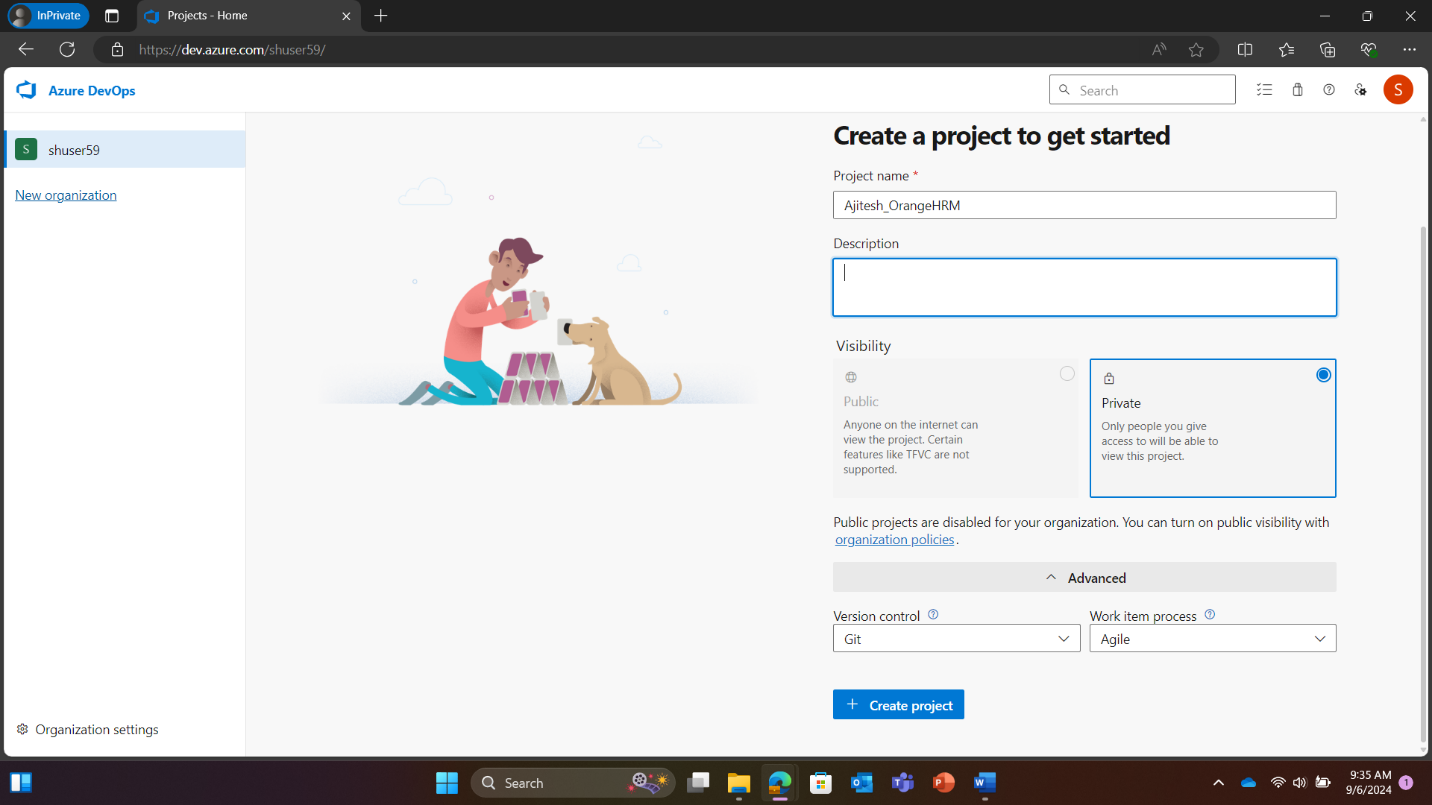 InPrivate
Projects - Home
https://dev.azure.com/shuser59/
Azure DevOps
Search
S
S
shuser59
New organization
Create a project to get started
Project name *
Ajitesh_OrangeHRM
Description
Visibility
Public
Anyone on the internet can
view the project. Certain
features like TFVC are not
supported.
Private
Only people you give
access to will be able to
view this project.
Public projects are disabled for your organization. You can turn on public visibility with
organization policies.
Advanced
Version control
Git
Work item process
Agile
Create project
Organization settings
Search
9:35 AM
9/6/2024
1